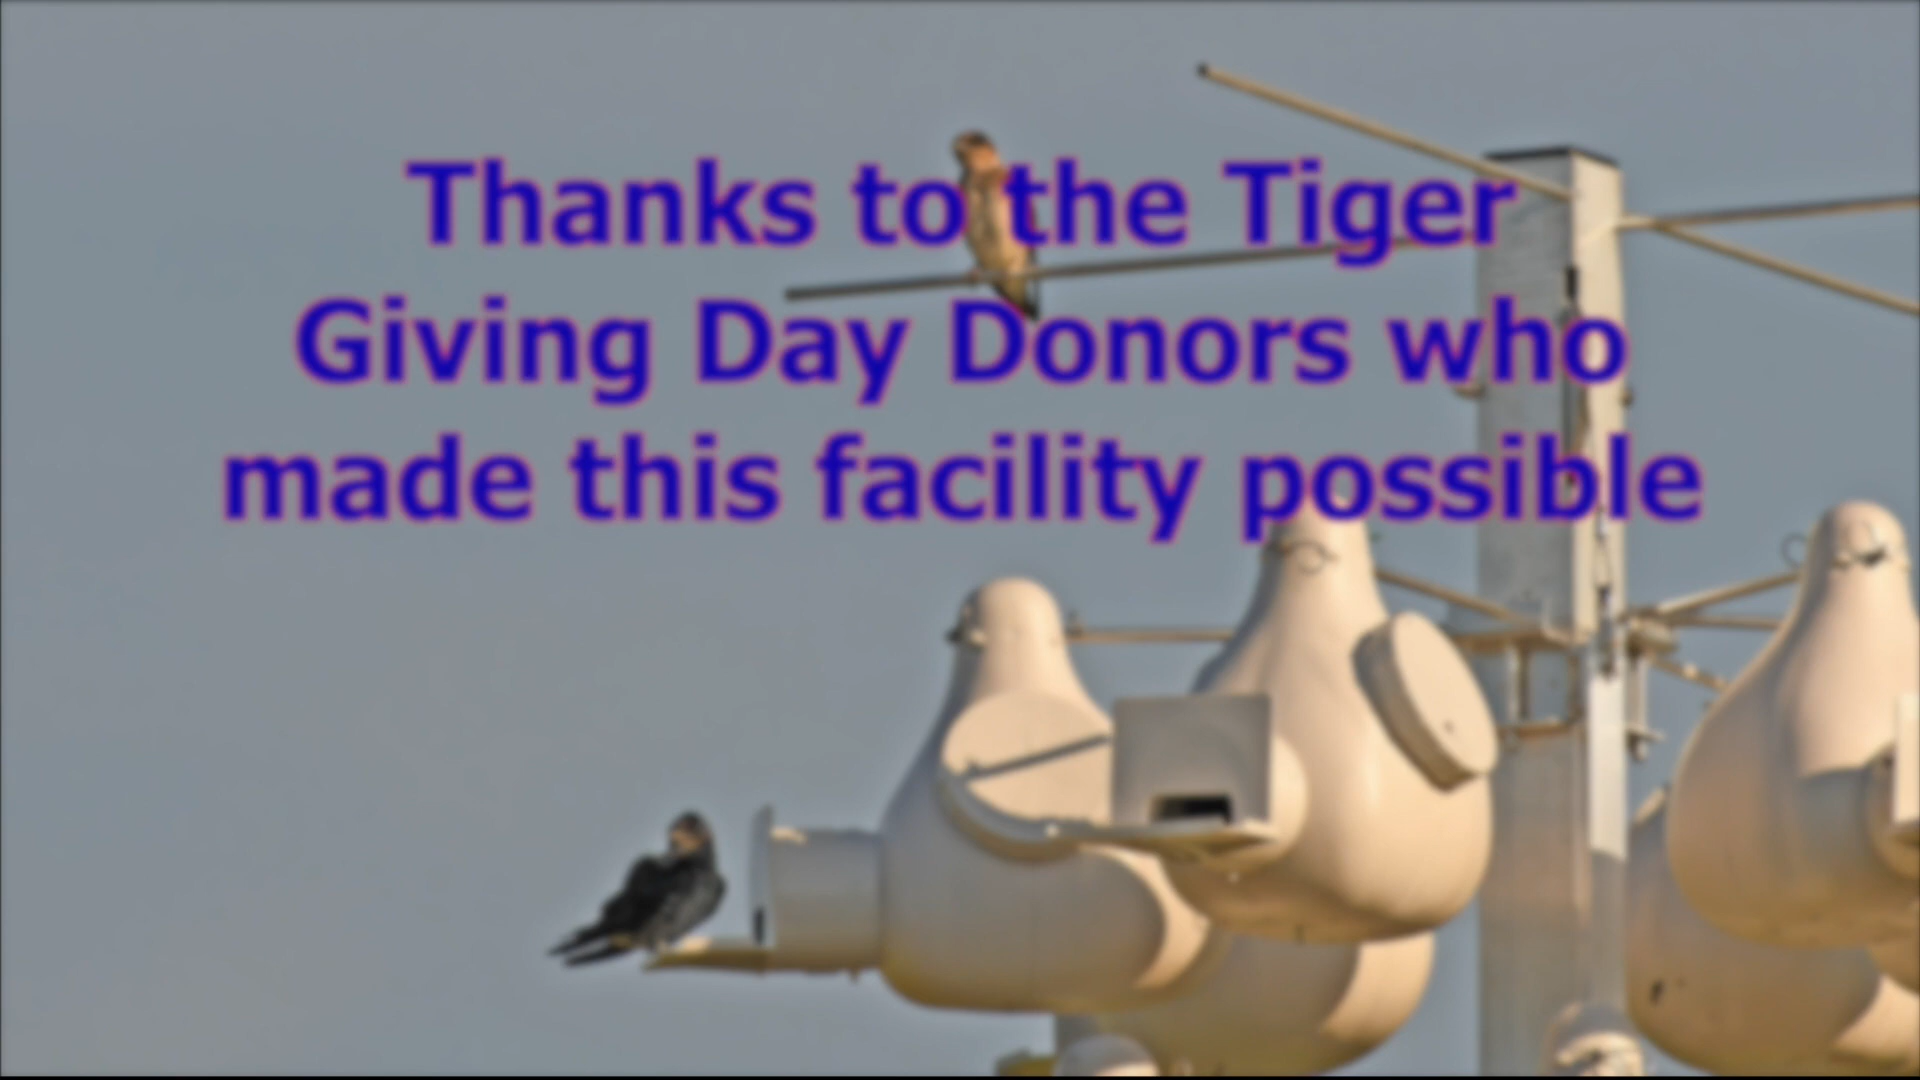 Thanks to the Tiger
Giving Day Donors who
made this facility possible